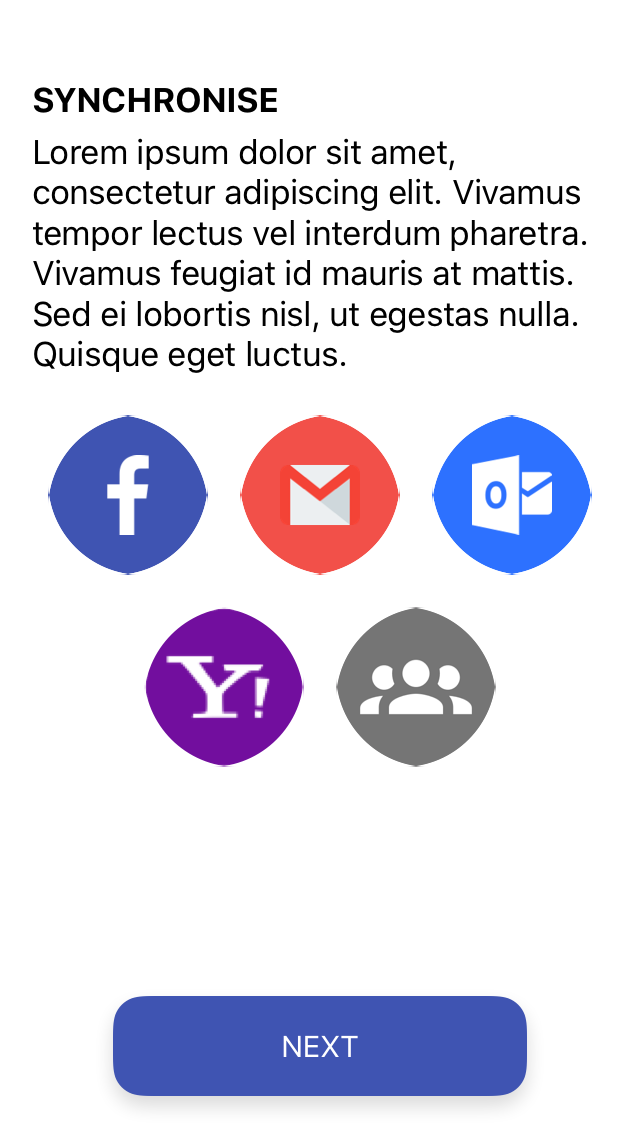 SYNCHRONISE
Lorem ipsum dolor sit amet,
consectetur adipiscing elit. Vivamus
tempor lectus vel interdum pharetra.
Vivamus feugiat id mauris at mattis.
Sed ei lobortis nisl, ut egestas nulla.
Quisque eget luctus.
f
O
Y!
NEXT